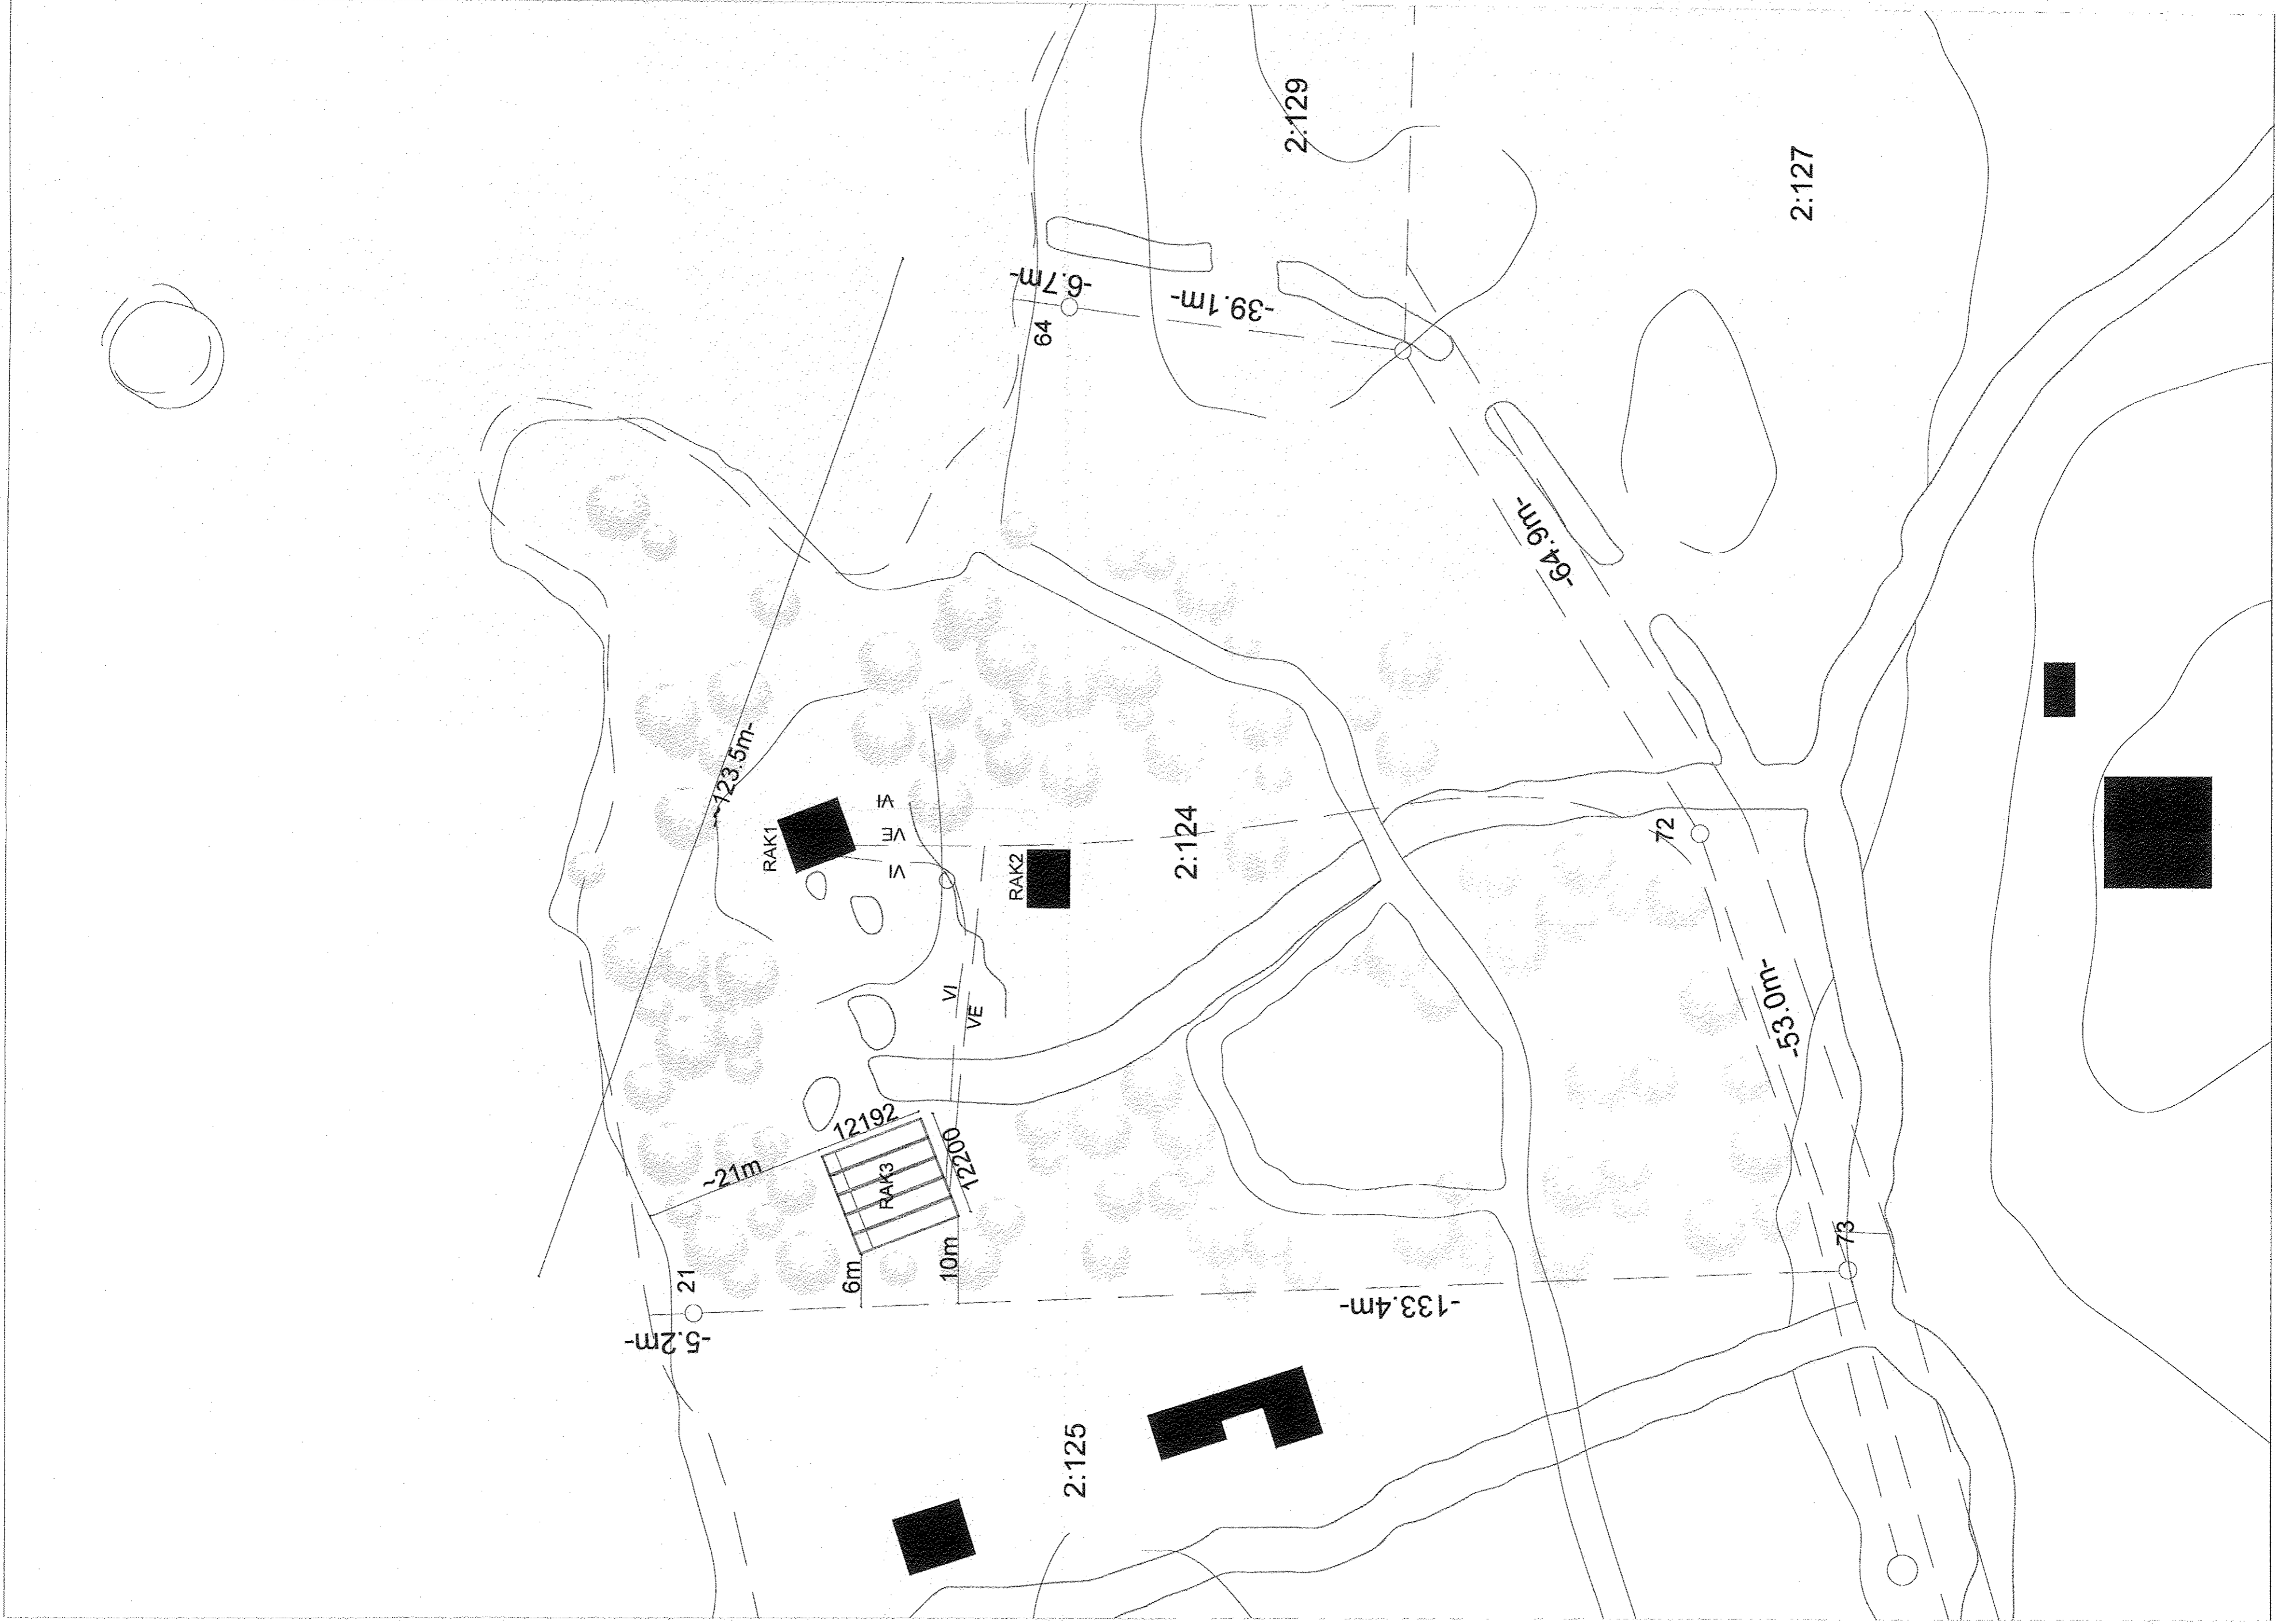 2:129
2:127
-6.7m-
64
-39.1m-
-64.9m-
~123.5m-
RAK1
VI
VE
VI
RAK2
2:124
72
VI
VE
-53.0m-
12192
12200
~21m
RAK3
6m
10m
21
-5.2m-
73
-133.4m-
2:125